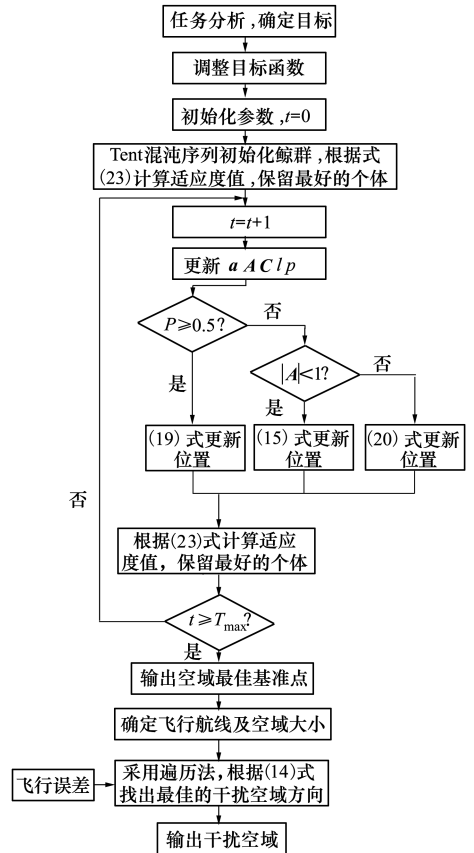 任务分析,确定目标
调整目标函数
初始化参数,t=0
Tent混沌序列初始化鲸群,根据式
(23)计算适应度值,保留最好的个体
t=t+1
更新 a A C l p
P≥0.5?
否
|A|<1?
否
是
是
(19) 式更新
位置
(15) 式更新
位置
(20) 式更新
位置
否
根据(23)式计算适应
度值，保留最好的个体
t≥Tmax?
是
输出空域最佳基准点
确定飞行航线及空域大小
飞行误差
采用遍历法,根据(14)式
找出最佳的干扰空域方向
输出干扰空域